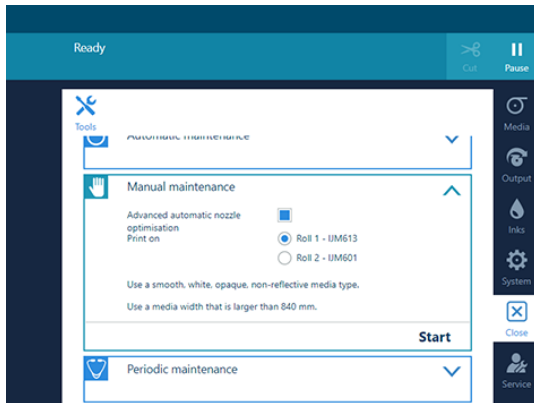 Ready
Cut
Pause
Tools
Media
Automatic maintenance
Manual maintenance
Output
Advanced automatic nozzle
optimisation
Print on
Roll 1 - IJM613
Roll 2 - IJM601
Inks
Use a smooth, white, opaque, non-reflective media type.
System
Use a media width that is larger than 840 mm.
Start
Close
Periodic maintenance
Service